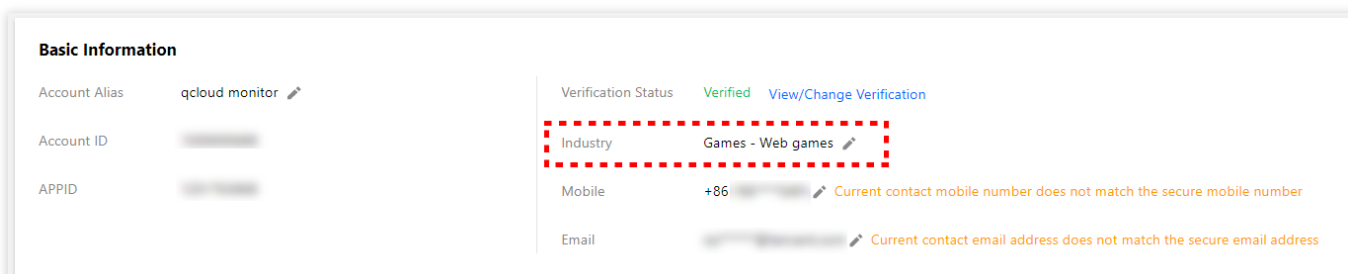 Basic Information
Account Alias qcloud monitor
Account ID
APPID
Verification Status Verified View/Change Verification
Industry Games - Web games
Mobile +86 Current contact mobile number does not match the secure mobile number
Email Current contact email address does not match the secure email address